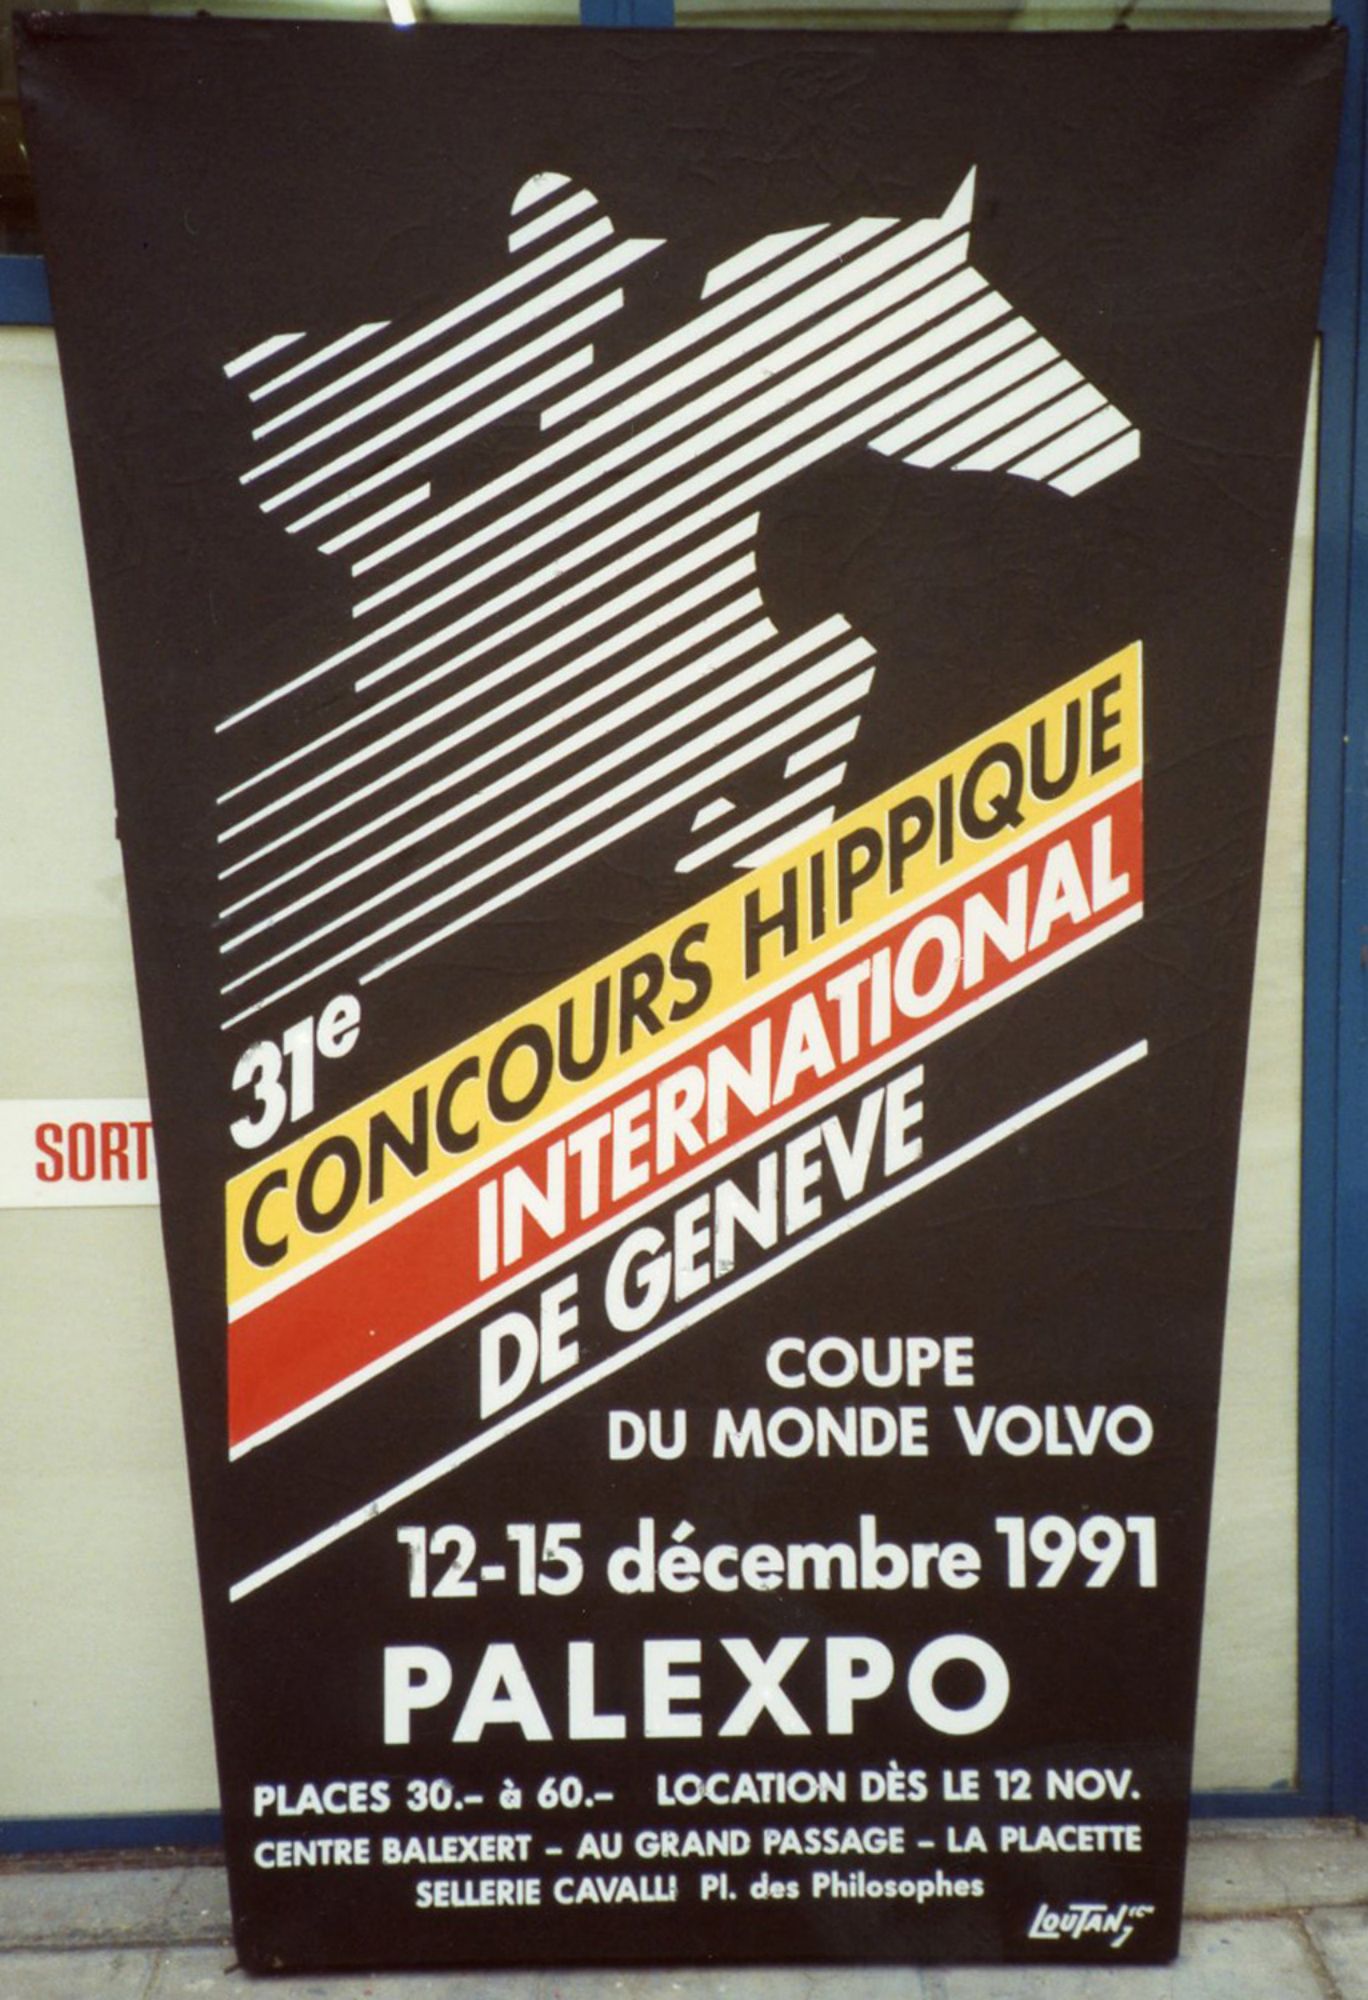 31e
CONCOURS HIPPIQUE
INTERNATIONAL
DE GENEVE
COUPE
DU MONDE VOLVO
12-15 décembre 1991
PALEXPO
PLACES 30.– à 60.– LOCATION DÈS LE 12 NOV.
CENTRE BALEXERT – AU GRAND PASSAGE – LA PLACETTE
SELLERIE CAVALLI Pl. des Philosophes
LOUTAN
SORT